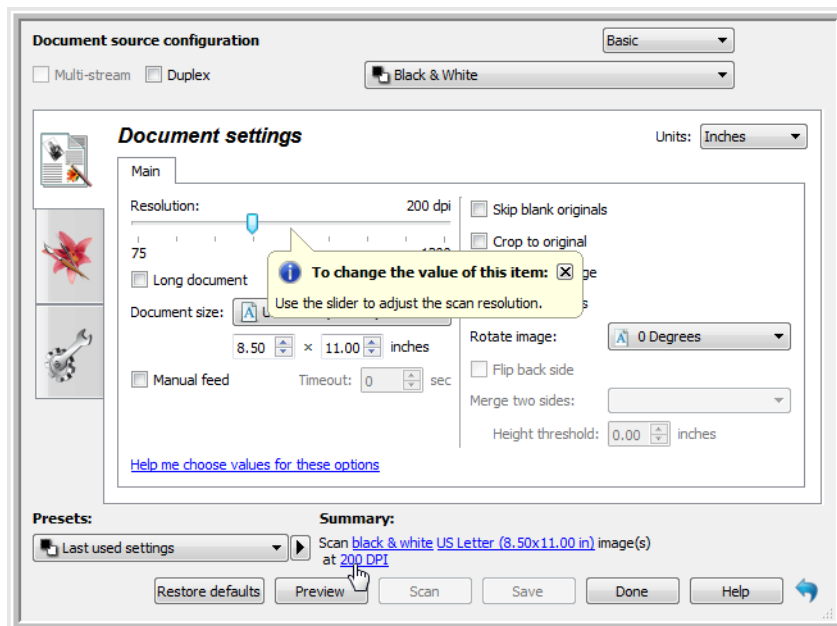 Document source configuration
Basic
Multi-stream
Duplex
Black & White
Document settings
Units: Inches
Main
Resolution: 200 dpi
75
Skip blank originals
Crop to original
Long document
To change the value of this item:
Use the slider to adjust the scan resolution.
Document size:
8.50 × 11.00 inches
Rotate image: 0 Degrees
Manual feed
Timeout: 0 sec
Flip back side
Merge two sides:
Height threshold: 0.00 inches
Help me choose values for these options
Presets:
Last used settings
Summary:
Scan black & white US Letter (8.50x11.00 in) image(s)
at 200 DPI
Restore defaults
Preview
Scan
Save
Done
Help